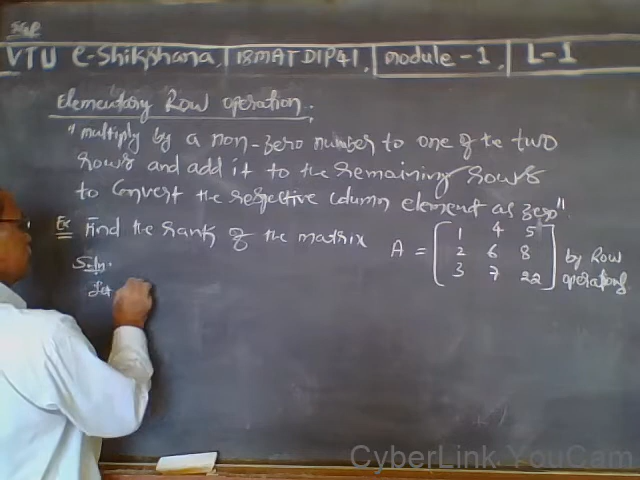 VTU e-Shikshana, 18MATDIP41, module-1, L-1
Elementary Row operation.
"multiply by a non-zero number to one of the two
rows and add it to the remaining rows
to convert the respective column element as zero"
Ex Find the rank of the matrix A = [1 4 5
2 6 8
3 7 22] by Row
operations
Soln.
Let
CyberLink YouCam